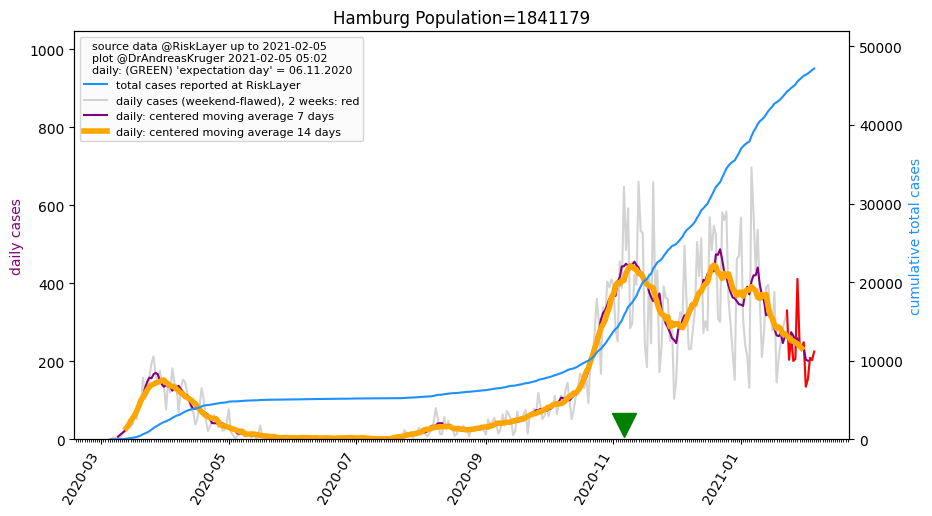 Hamburg Population=1841179
source data @RiskLayer up to 2021-02-05
plot @DrAndreasKruger 2021-02-05 05:02
daily: (GREEN) 'expectation day' = 06.11.2020
total cases reported at RiskLayer
daily cases (weekend-flawed), 2 weeks: red
daily: centered moving average 7 days
daily: centered moving average 14 days
daily cases
1000
800
600
400
200
0
50000
40000
30000
20000
10000
0
cumulative total cases
2020-03
2020-05
2020-07
2020-09
2020-11
2021-01